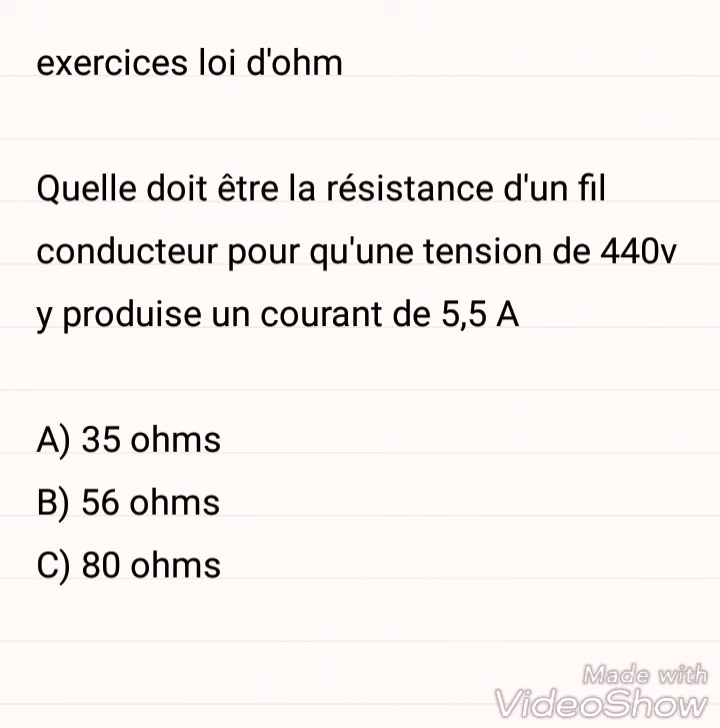 exercices loi d'ohm
Quelle doit être la résistance d'un fil
conducteur pour qu'une tension de 440v
y produise un courant de 5,5 A
A) 35 ohms
B) 56 ohms
C) 80 ohms
Made with
VideoShow